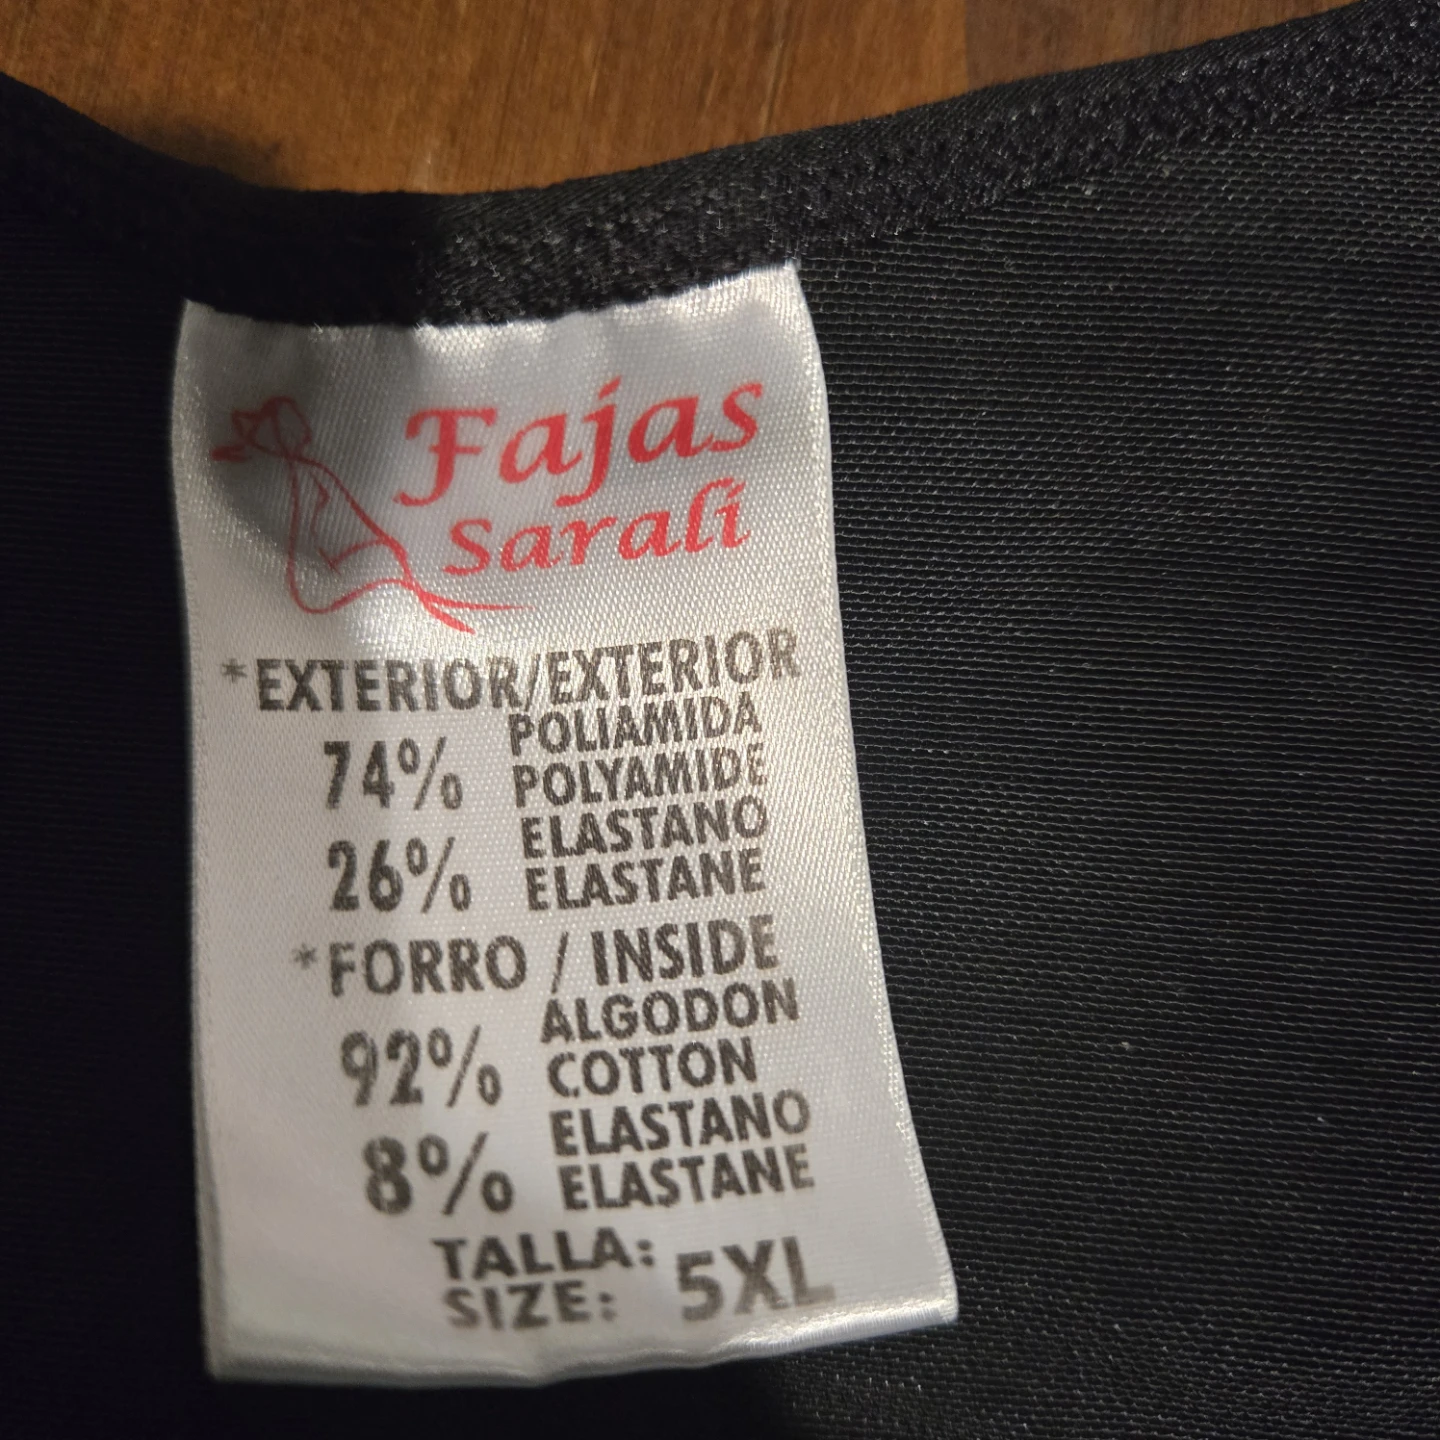 Fajas
Sarali
*EXTERIOR/EXTERIOR
74% POLIAMIDA
POLYAMIDE
26% ELASTANO
ELASTANE
*FORRO / INSIDE
92% ALGODON
COTTON
8% ELASTANO
ELASTANE
TALLA: 5XL
SIZE: